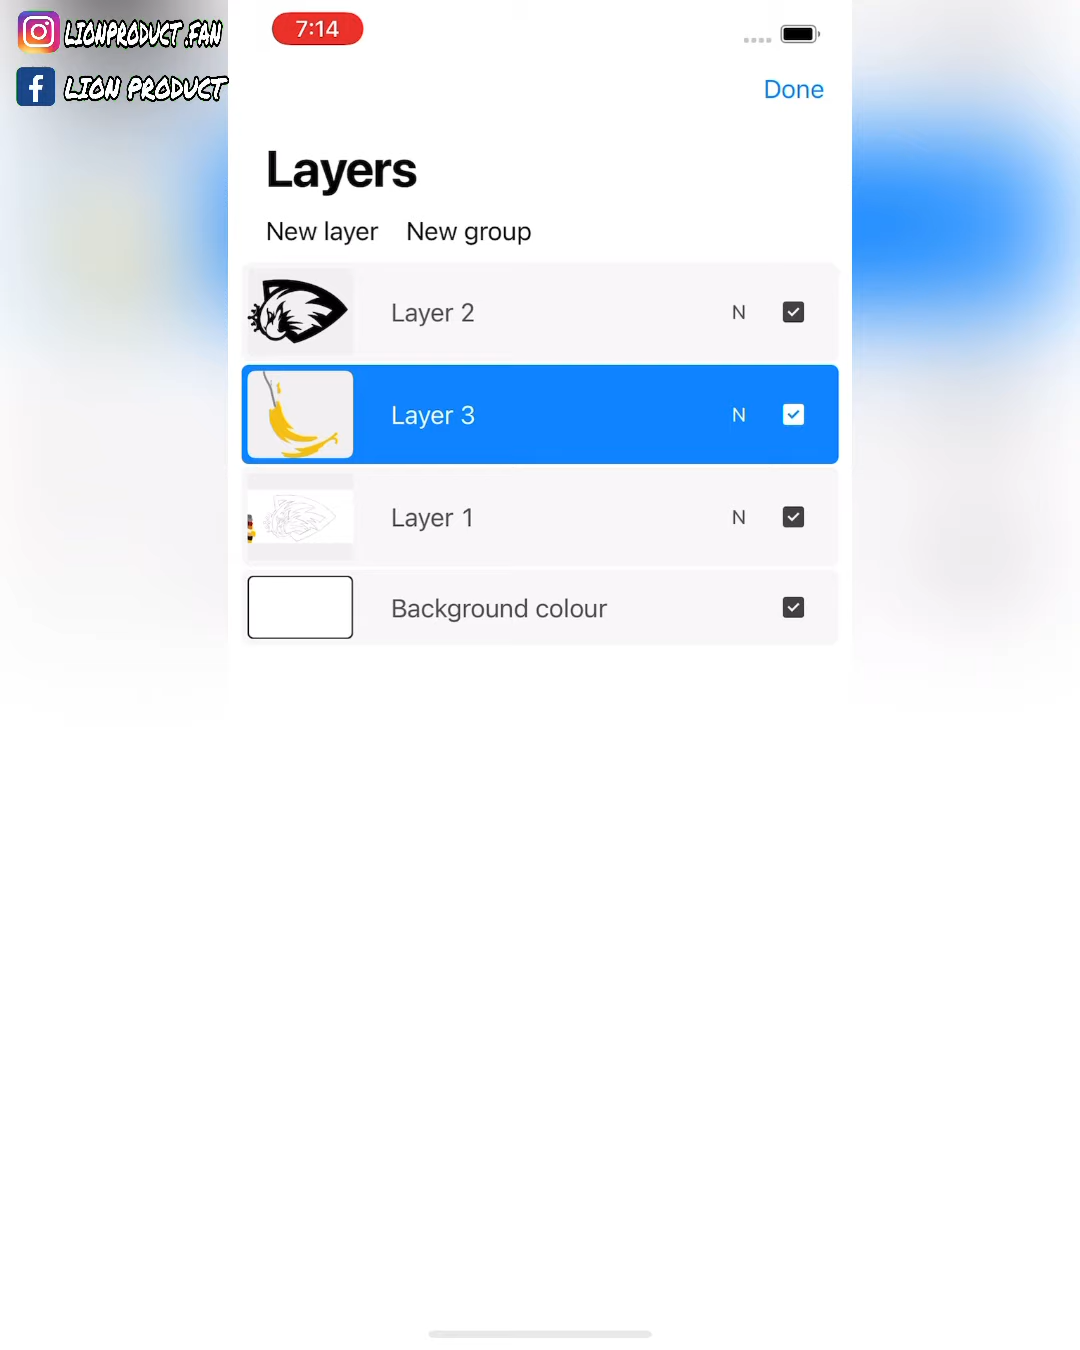 LIONPRODUCT.FAN
LION PRODUCT
7:14
Done
Layers
New layer New group
Layer 2 N
Layer 3 N
Layer 1 N
Background colour